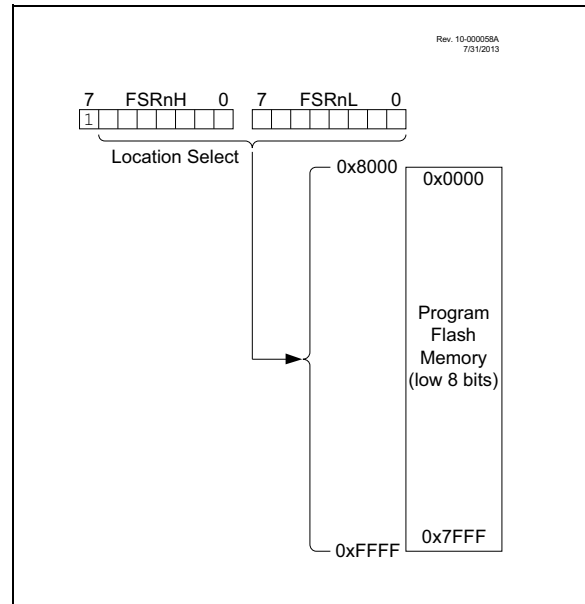 Rev. 10-000058A
7/31/2013
7 FSRnH 0 7 FSRnL 0
1
Location Select
0x8000
0x0000
Program
Flash
Memory
(low 8 bits)
0x7FFF
0xFFFF